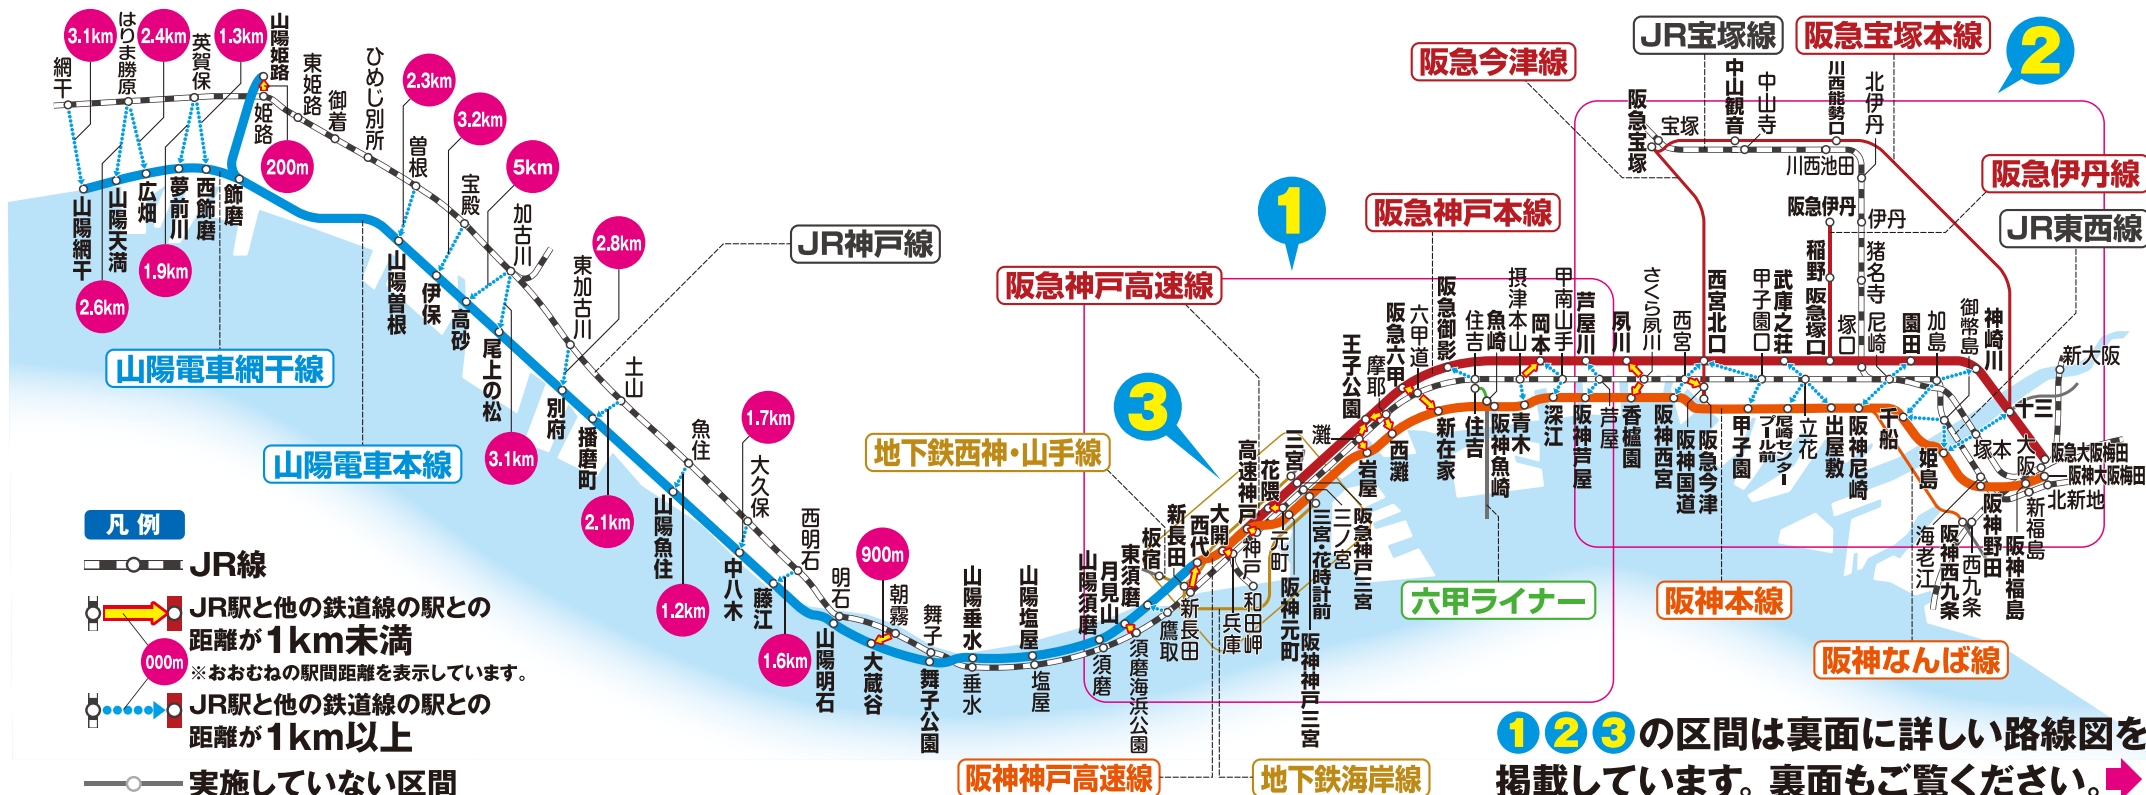 3.1km
2.4km
1.3km
2.3km
3.2km
5km
2.8km
200m
1.9km
2.6km
3.1km
1.7km
2.1km
1.2km
1.6km
900m
網干
はりま勝原
英賀保
山陽姫路
姫路
東姫路
御着
ひめじ別所
曽根
宝殿
加古川
東加古川
土山
魚住
大久保
西明石
明石
朝霧
舞子
垂水
塩屋
須磨
須磨海浜公園
鷹取
新長田
兵庫
和田岬
神戸
元町
三ノ宮
灘
摩耶
六甲道
住吉
摂津本山
甲南山手
芦屋
さくら夙川
西宮
甲子園口
立花
尼崎
塚本
大阪
新大阪
山陽網干
山陽天満
広畑
夢前川
西飾磨
飾磨
山陽曽根
伊保
高砂
尾上の松
別府
播磨町
山陽魚住
中八木
藤江
山陽明石
大蔵谷
舞子公園
山陽垂水
山陽塩屋
山陽須磨
月見山
東須磨
板宿
新長田
西代
大開
高速神戸
花隈
三宮
阪神元町
三宮・花時計前
阪神神戸三宮
阪急神戸三宮
王子公園
阪急六甲
阪急御影
岡本
芦屋川
夙川
西宮北口
武庫之荘
阪急塚口
稲野
阪急伊丹
園田
神崎川
十三
阪急大阪梅田
阪神大阪梅田
北新地
新福島
阪神福島
阪神野田
海老江
阪神西九条
西九条
岩屋
西灘
新在家
住吉
魚崎
阪神魚崎
青木
深江
阪神芦屋
香櫨園
阪神西宮
阪神国道
阪急今津
甲子園
尼崎センタープール前
出屋敷
阪神尼崎
千船
姫島
加島
御幣島
塚口
猪名寺
伊丹
北伊丹
川西池田
川西能勢口
中山寺
中山観音
宝塚
阪急宝塚
阪急今津線
JR宝塚線
阪急宝塚本線
2
阪急伊丹線
JR東西線
1
阪急神戸本線
阪急神戸高速線
JR神戸線
3
地下鉄西神・山手線
山陽電車網干線
山陽電車本線
六甲ライナー
阪神本線
阪神なんば線
阪神神戸高速線
地下鉄海岸線
凡例
JR線
JR駅と他の鉄道線の駅との
距離が1km未満
000m
※おおむねの駅間距離を表示しています。
JR駅と他の鉄道線の駅との
距離が1km以上
実施していない区間
1 2 3の区間は裏面に詳しい路線図を
掲載しています。裏面もご覧ください。